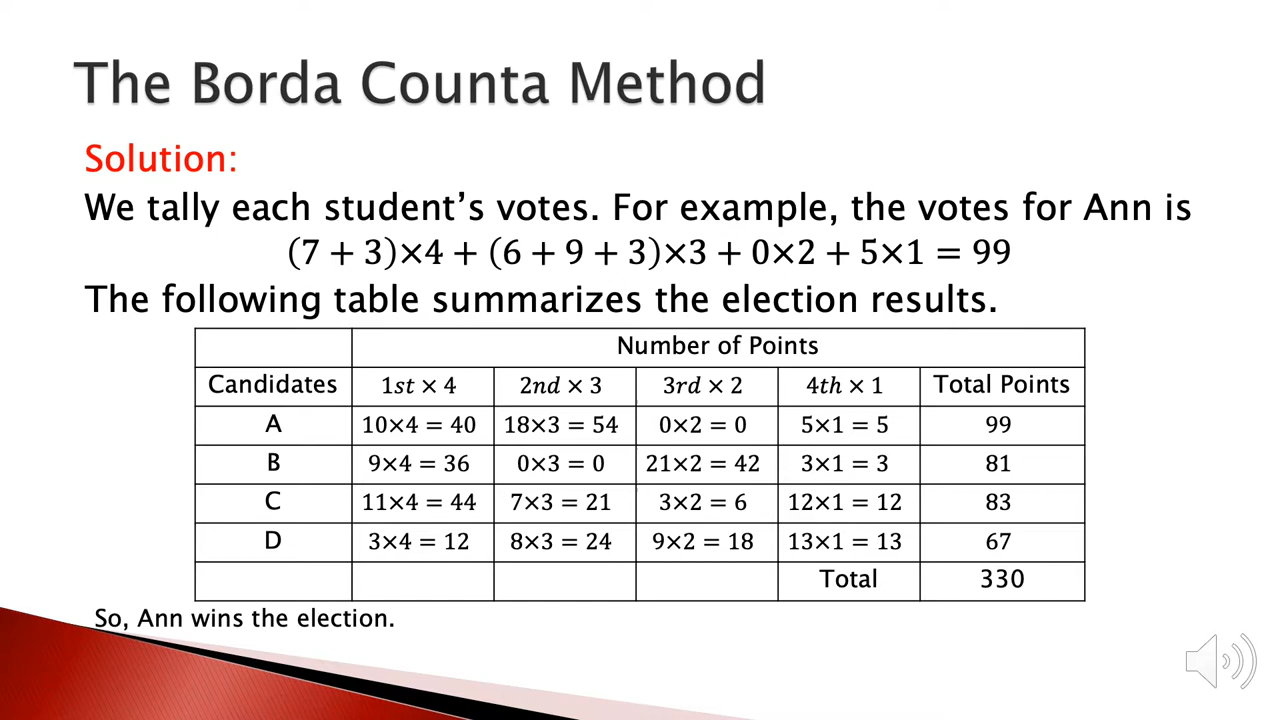 The Borda Counta Method
Solution:
We tally each student’s votes. For example, the votes for Ann is
(7 + 3)×4 + (6 + 9 + 3)×3 + 0×2 + 5×1 = 99
The following table summarizes the election results.
Number of Points
Candidates 1st × 4 2nd × 3 3rd × 2 4th × 1 Total Points
A 10×4 = 40 18×3 = 54 0×2 = 0 5×1 = 5 99
B 9×4 = 36 0×3 = 0 21×2 = 42 3×1 = 3 81
C 11×4 = 44 7×3 = 21 3×2 = 6 12×1 = 12 83
D 3×4 = 12 8×3 = 24 9×2 = 18 13×1 = 13 67
Total 330
So, Ann wins the election.